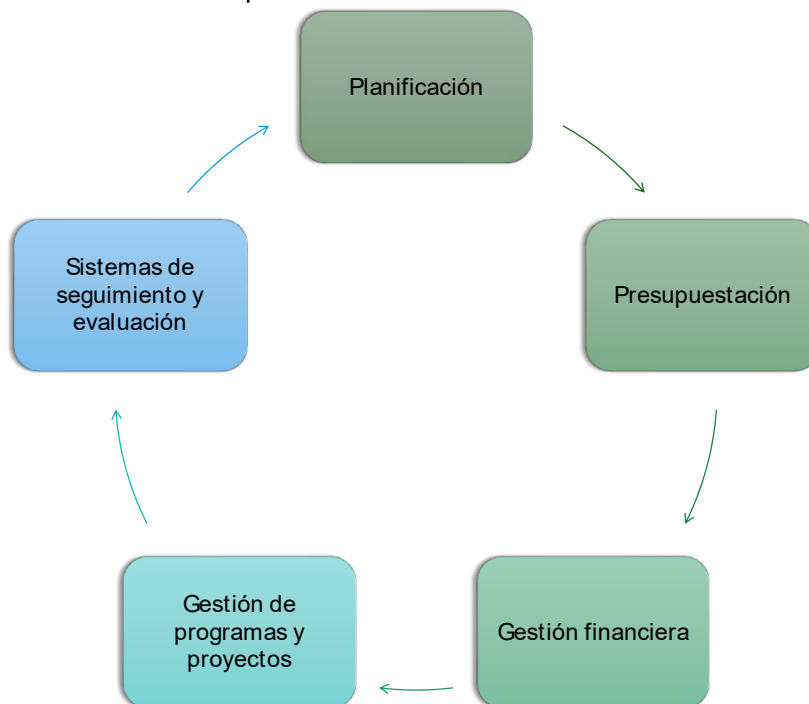 Planificación
Presupuestación
Gestión financiera
Gestión de
programas y
proyectos
Sistemas de
seguimiento y
evaluación